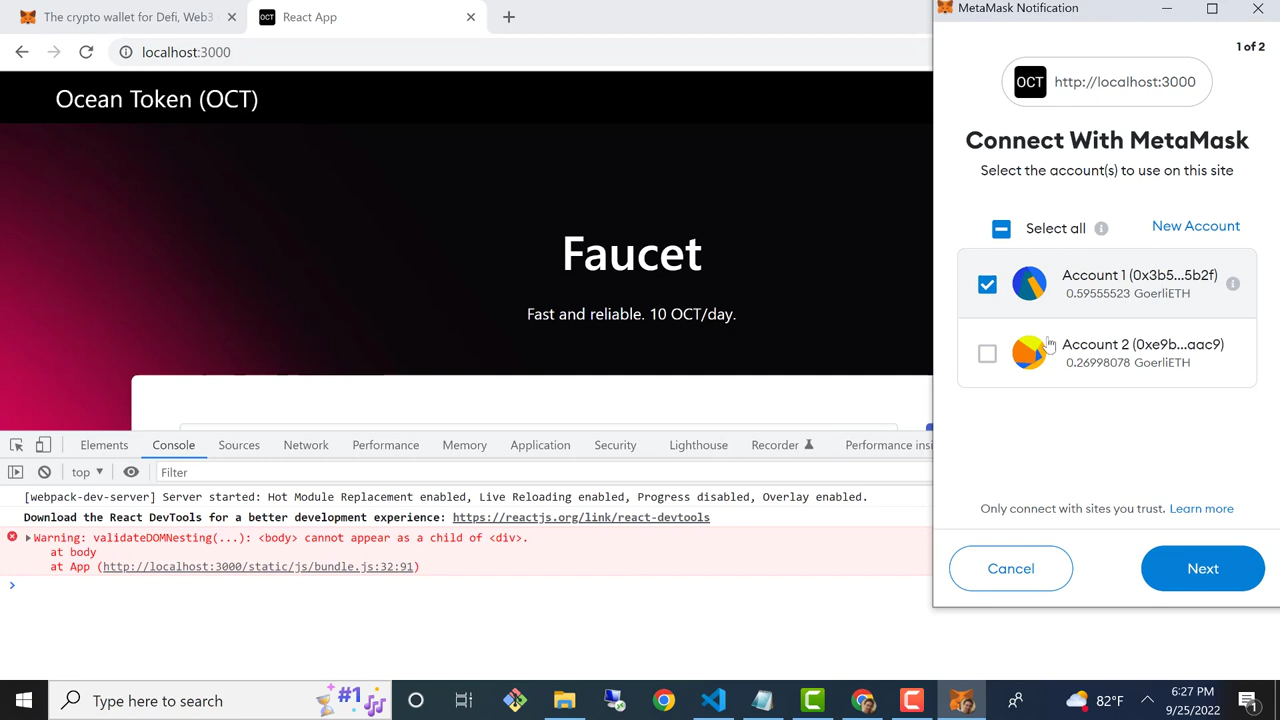 The crypto wallet for Defi, Web3
OCT
React App
localhost:3000
Ocean Token (OCT)
Faucet
Fast and reliable. 10 OCT/day.
Elements
Console
Sources
Network
Performance
Memory
Application
Security
Lighthouse
Recorder
Performance insi
top
Filter
[webpack-dev-server] Server started: Hot Module Replacement enabled, Live Reloading enabled, Progress disabled, Overlay enabled.
Download the React DevTools for a better development experience: https://reactjs.org/link/react-devtools
Warning: validateDOMNesting(...): <body> cannot appear as a child of <div>.
at body
at App (http://localhost:3000/static/js/bundle.js:32:91)
MetaMask Notification
1 of 2
OCT
http://localhost:3000
Connect With MetaMask
Select the account(s) to use on this site
Select all
New Account
Account 1 (0x3b5...5b2f)
0.59555523 GoerliETH
Account 2 (0xe9b...aac9)
0.26998078 GoerliETH
Only connect with sites you trust. Learn more
Cancel
Next
Type here to search
#1
82°F
6:27 PM
9/25/2022
1